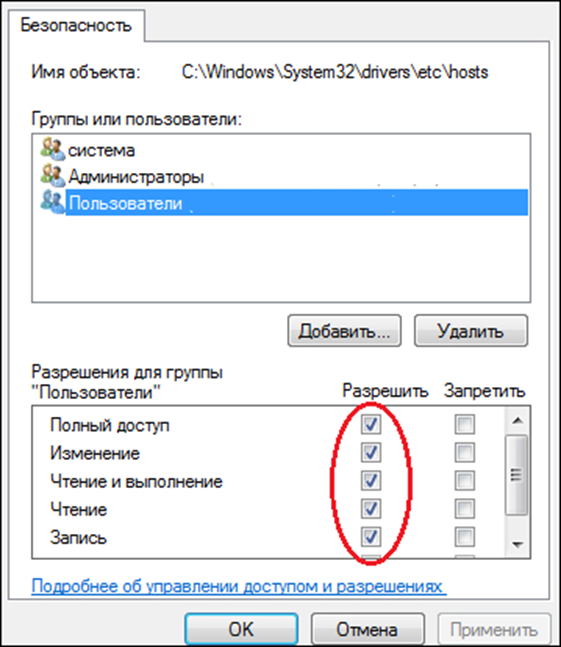 Безопасность
Имя объекта: C:\Windows\System32\drivers\etc\hosts
Группы или пользователи:
система
Администраторы
Пользователи
Добавить... Удалить
Разрешения для группы
"Пользователи" Разрешить Запретить
Полный доступ
Изменение
Чтение и выполнение
Чтение
Запись
Подробнее об управлении доступом и разрешениях
OK Отмена Применить